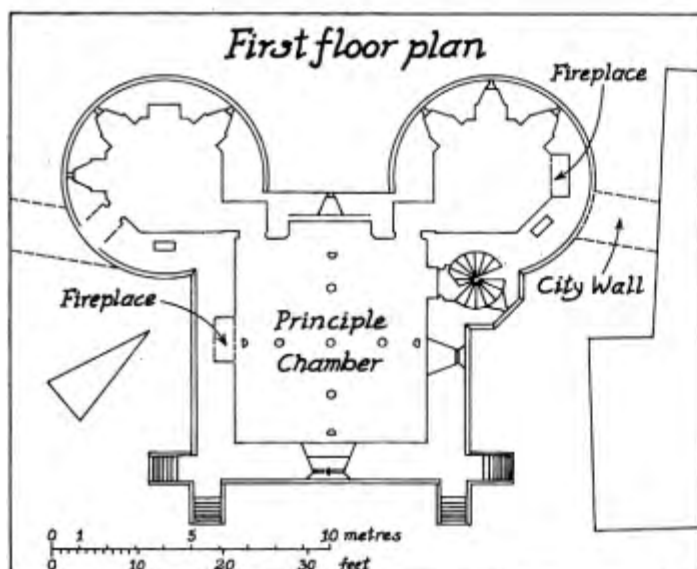 First floor plan
Fireplace
City Wall
Fireplace
Principle
Chamber
0 1 5 10 metres
0 10 20 30 feet